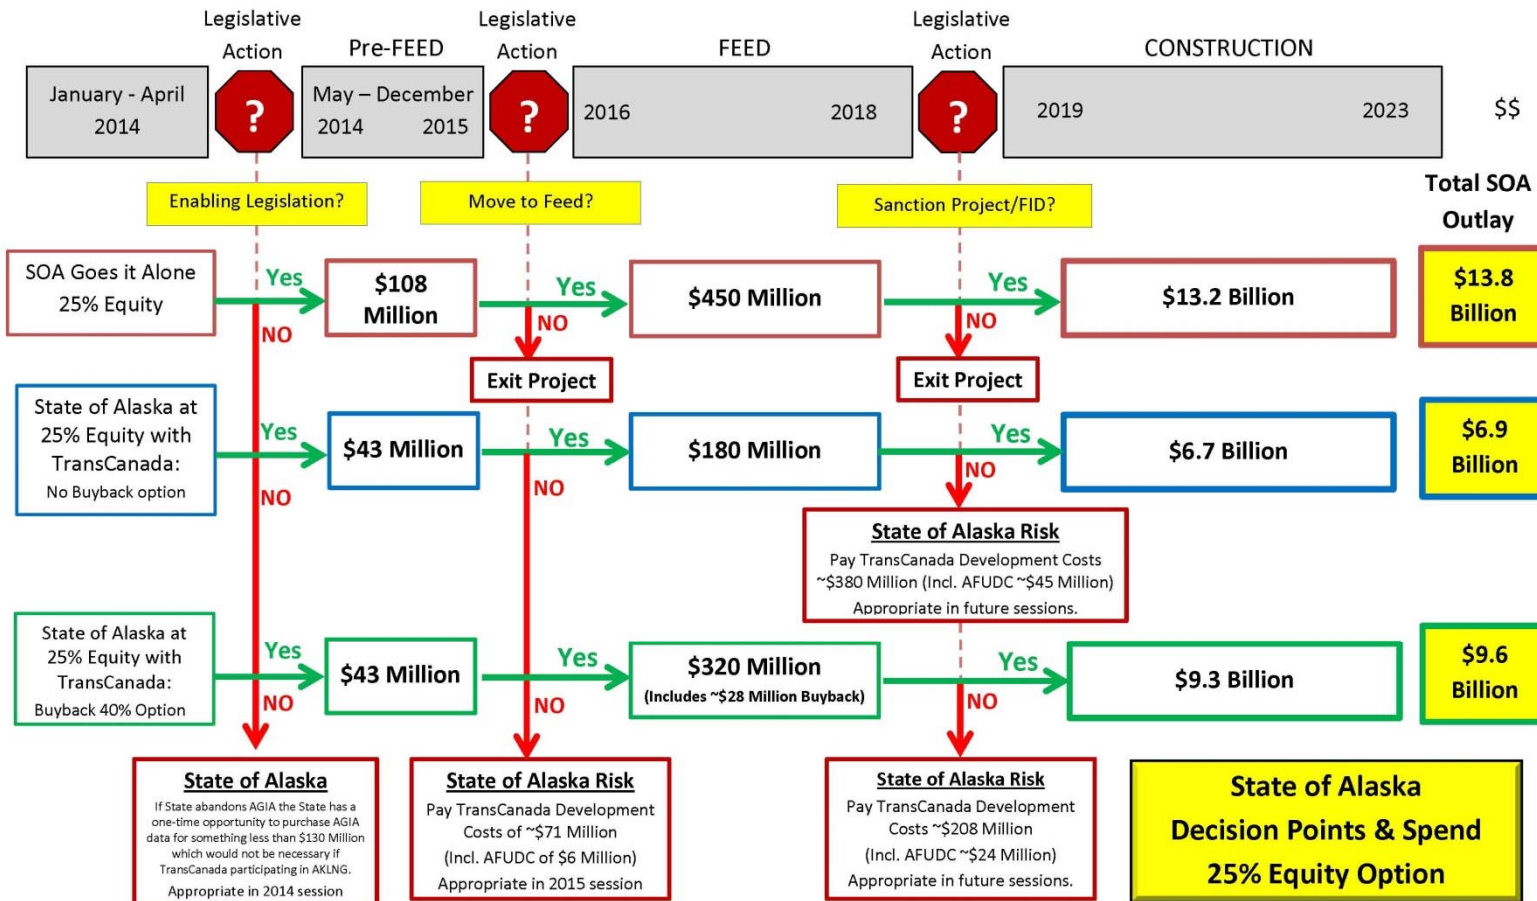 Legislative
Action
Pre-FEED
Legislative
Action
FEED
Legislative
Action
CONSTRUCTION
January - April
2014
?
May – December
2014 2015
?
2016 2018
?
2019 2023
$$
Enabling Legislation?
Move to Feed?
Sanction Project/FID?
Total SOA
Outlay
SOA Goes it Alone
25% Equity
Yes
NO
$108
Million
Yes
NO
$450 Million
Yes
NO
$13.2 Billion
$13.8
Billion
Exit Project
Exit Project
State of Alaska at
25% Equity with
TransCanada:
No Buyback option
Yes
NO
$43 Million
Yes
NO
$180 Million
Yes
NO
$6.7 Billion
$6.9
Billion
State of Alaska Risk
Pay TransCanada Development Costs
~$380 Million (Incl. AFUDC ~$45 Million)
Appropriate in future sessions.
State of Alaska at
25% Equity with
TransCanada:
Buyback 40% Option
Yes
NO
$43 Million
Yes
$320 Million
(Includes ~$28 Million Buyback)
Yes
NO
$9.3 Billion
$9.6
Billion
State of Alaska
If State abandons AGIA the State has a
one-time opportunity to purchase AGIA
data for something less than $130 Million
which would not be necessary if
TransCanada participating in AKLNG.
Appropriate in 2014 session
State of Alaska Risk
Pay TransCanada Development
Costs of ~$71 Million
(Incl. AFUDC of $6 Million)
Appropriate in 2015 session
State of Alaska Risk
Pay TransCanada Development
Costs ~$208 Million
(Incl. AFUDC ~$24 Million)
Appropriate in future sessions.
State of Alaska
Decision Points & Spend
25% Equity Option